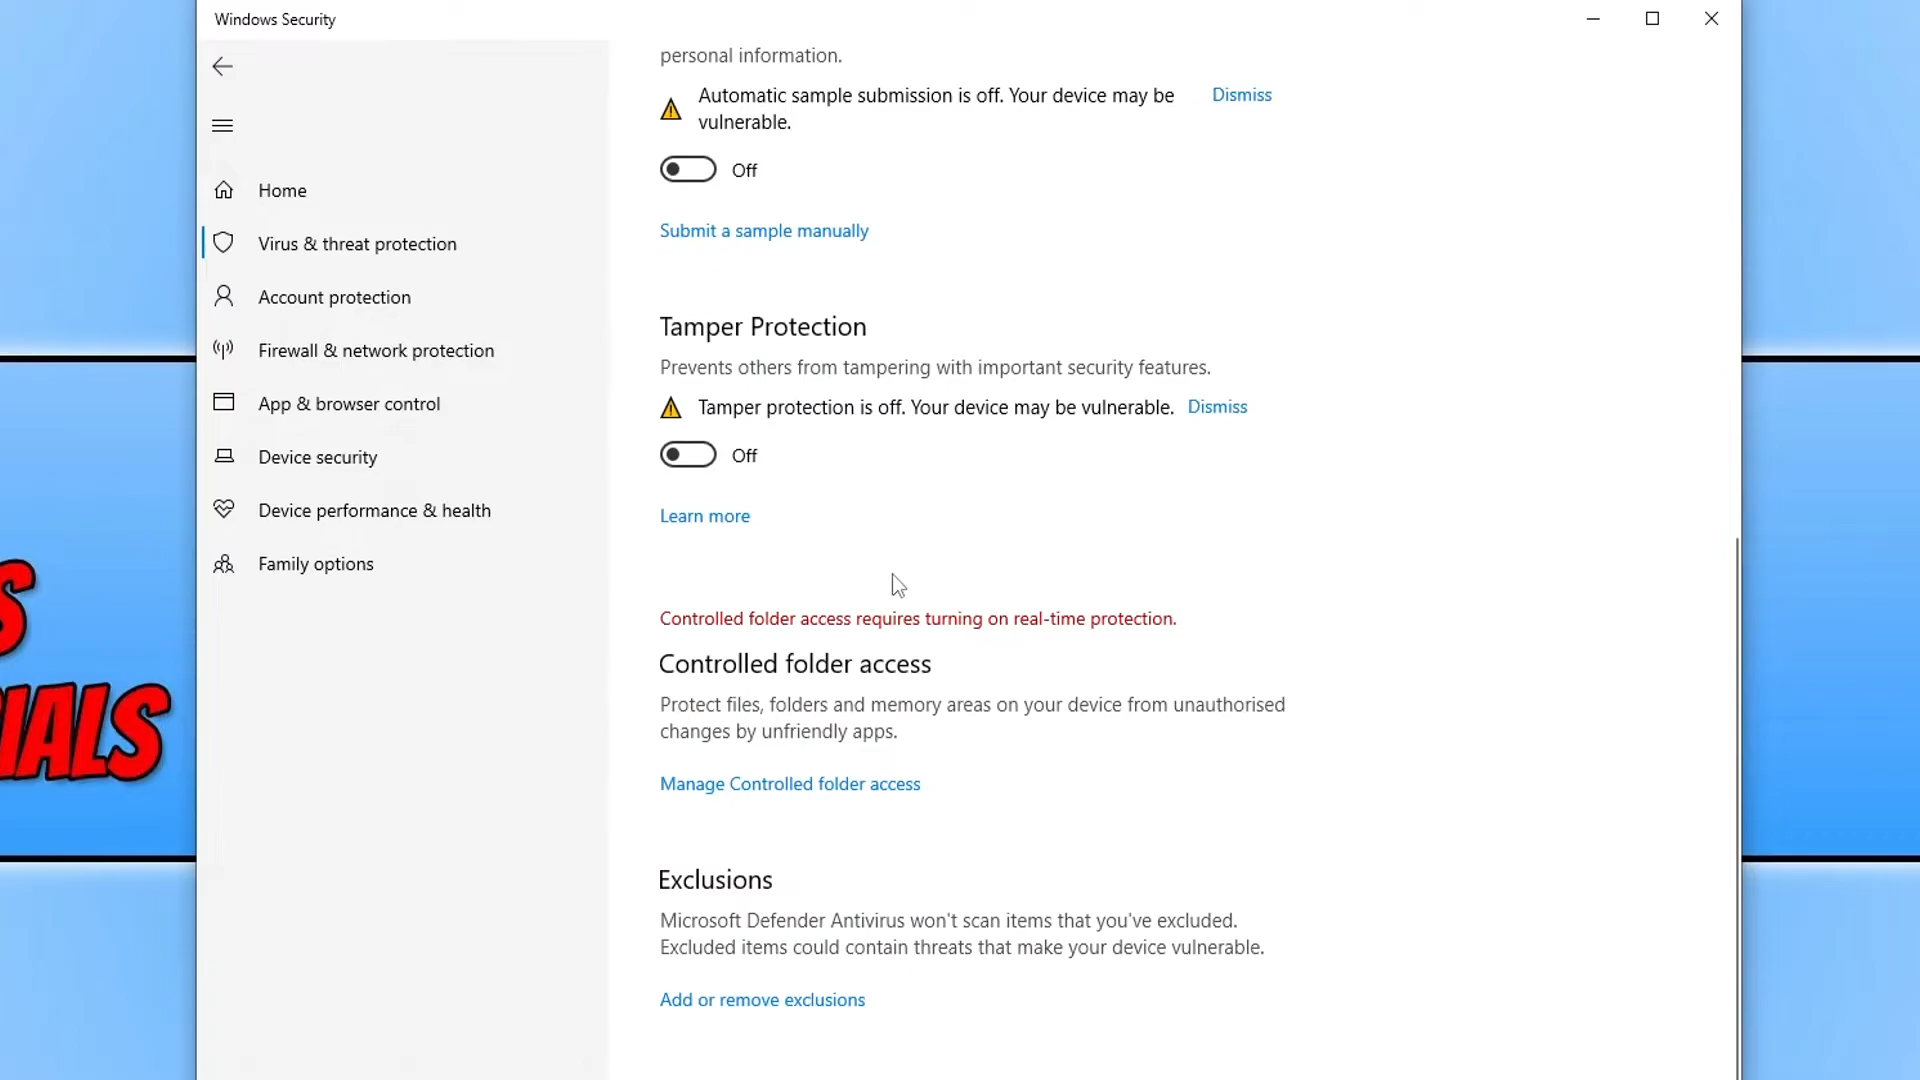 Windows Security
personal information.
Automatic sample submission is off. Your device may be
vulnerable.
Dismiss
Off
Submit a sample manually
Home
Virus & threat protection
Account protection
Firewall & network protection
App & browser control
Device security
Device performance & health
Family options
Tamper Protection
Prevents others from tampering with important security features.
Tamper protection is off. Your device may be vulnerable. Dismiss
Off
Learn more
Controlled folder access requires turning on real-time protection.
Controlled folder access
Protect files, folders and memory areas on your device from unauthorised
changes by unfriendly apps.
Manage Controlled folder access
Exclusions
Microsoft Defender Antivirus won't scan items that you've excluded.
Excluded items could contain threats that make your device vulnerable.
Add or remove exclusions